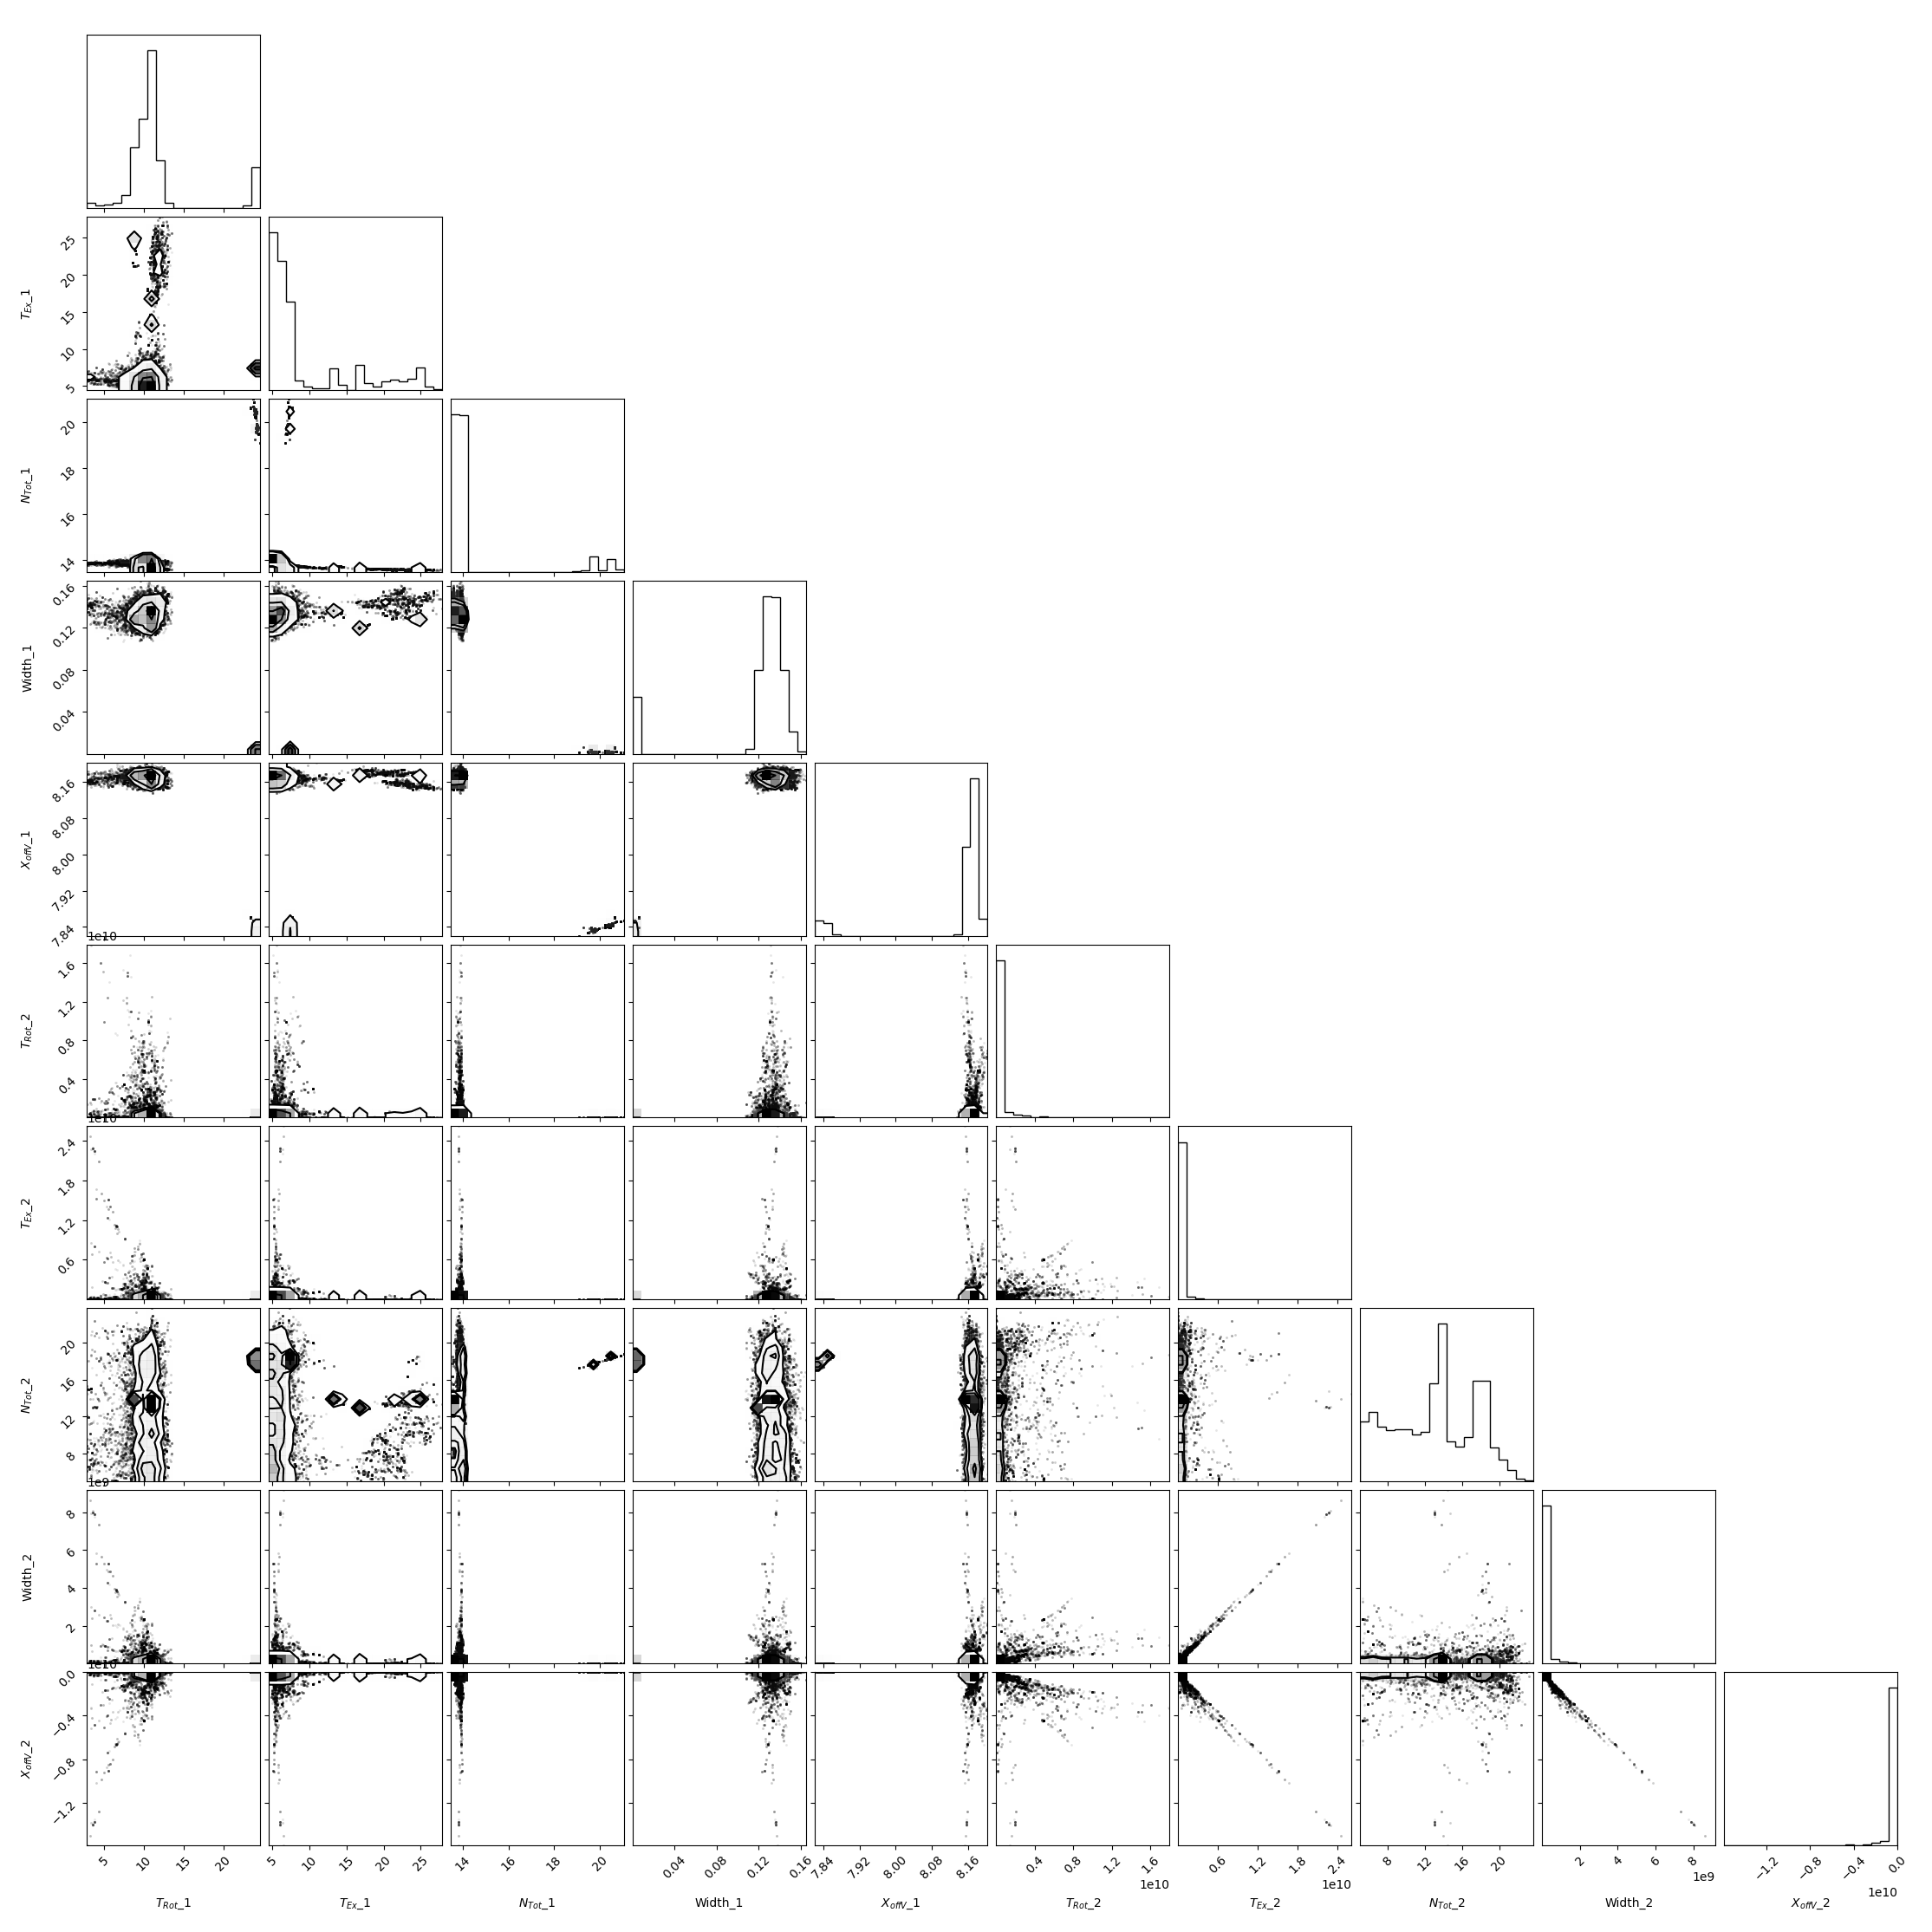 25
20
15
10
5
T_{Ex}_1
20
18
16
14
N_{Tot}_1
0.16
0.12
0.08
0.04
Width_1
8.16
8.08
8.00
7.92
7.84
X_{offV}_1
1e10
1.6
1.2
0.8
0.4
T_{Rot}_2
1e10
2.4
1.8
1.2
0.6
T_{Ex}_2
20
16
12
8
N_{Tot}_2
1e9
8
6
4
2
Width_2
1e10
0.0
−0.4
−0.8
−1.2
X_{offV}_2
5 10 20 5 10 15 20 25 14 16 18 20 0.04 0.08 0.12 0.16 7.84 7.92 8.00 8.08 8.16 0.4 0.8 1.2 1.6 0.6 1.2 1.8 2.4 8 12 16 20 2 4 6 8 −1.2 −0.8 −0.4 0.0
1e10 1e10 1e9 1e10
T_{Rot}_1 T_{Ex}_1 N_{Tot}_1 Width_1 X_{offV}_1 T_{Rot}_2 T_{Ex}_2 N_{Tot}_2 Width_2 X_{offV}_2